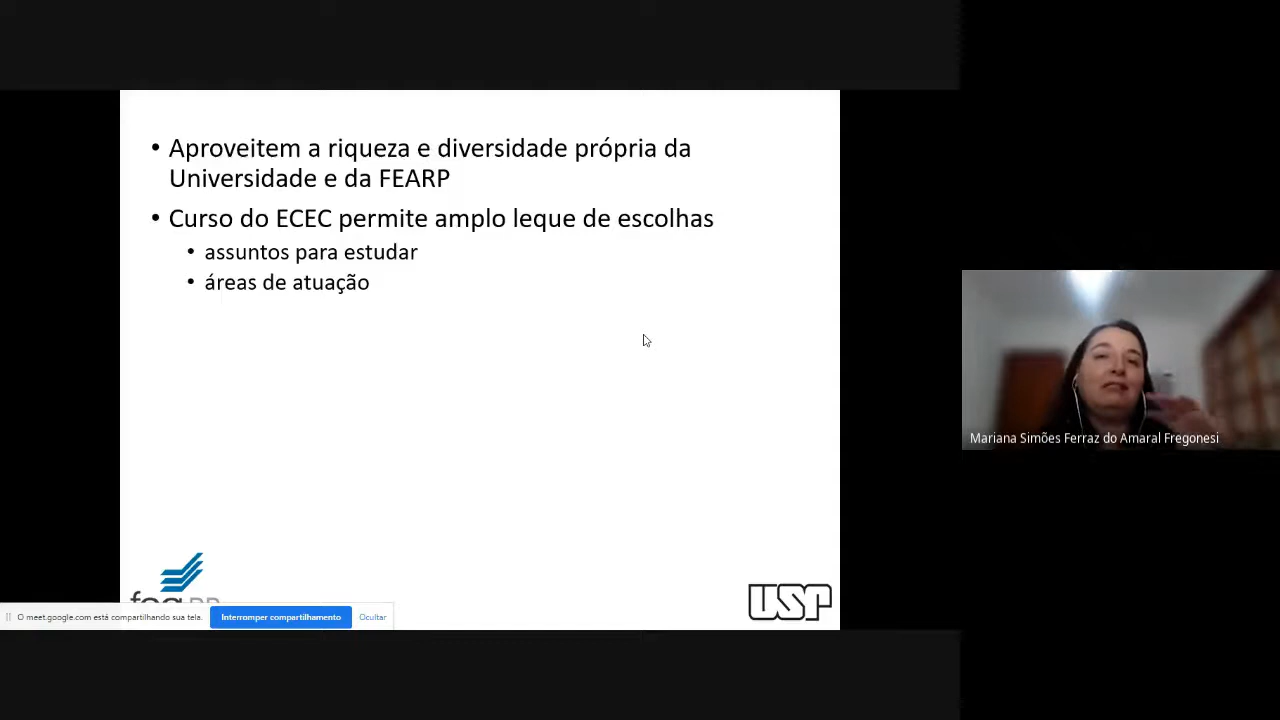 • Aproveitem a riqueza e diversidade própria da
Universidade e da FEARP
• Curso do ECEC permite amplo leque de escolhas
• assuntos para estudar
• áreas de atuação
Mariana Simões Ferraz do Amaral Fregonesi
USP
O meet.google.com está compartilhando sua tela.
Interromper compartilhamento
Ocultar